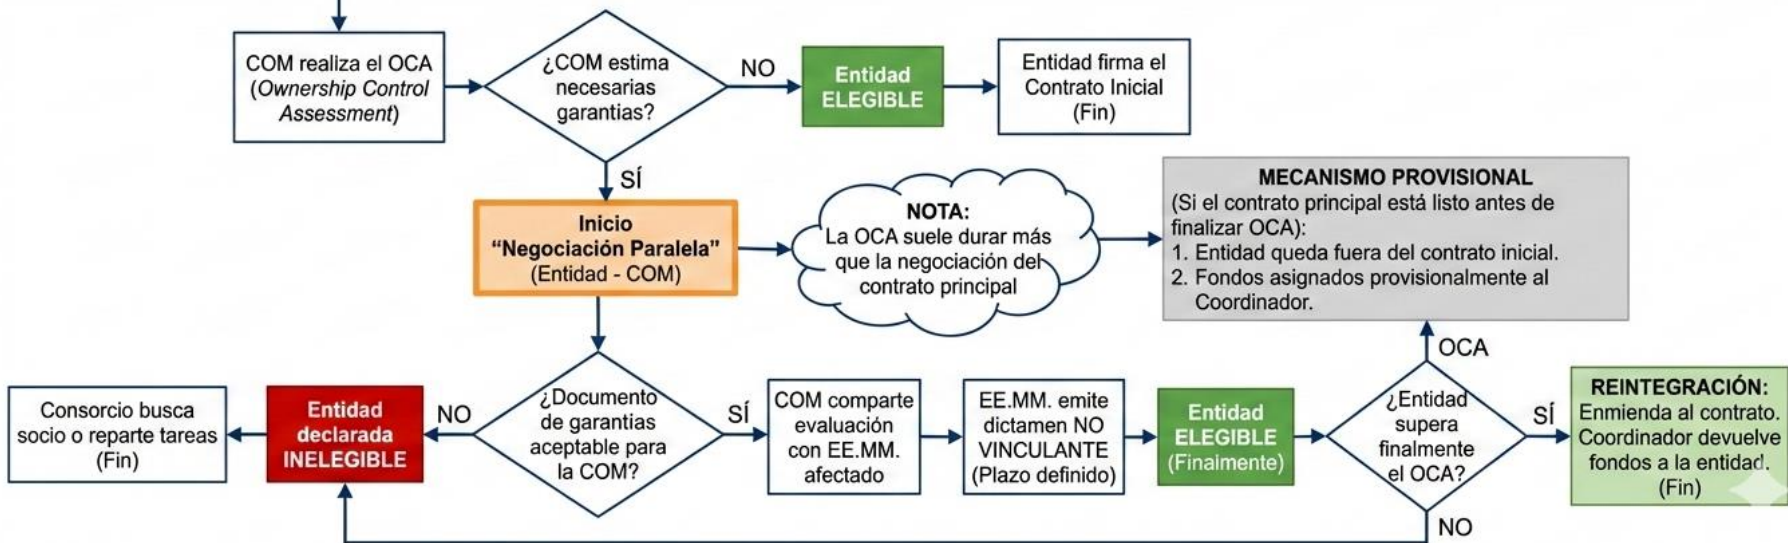 COM realiza el OCA
(Ownership Control
Assessment)
¿COM estima
necesarias
garantias?
NO
Entidad
ELEGIBLE
Entidad firma el
Contrato Inicial
(Fin)
SÍ
Inicio
“Negociación Paralela”
(Entidad - COM)
NOTA:
La OCA suele durar más
que la negociación del
contrato principal
MECANISMO PROVISIONAL
(Si el contrato principal está listo antes de
finalizar OCA):
1. Entidad queda fuera del contrato inicial.
2. Fondos asignados provisionalmente al
Coordinador.
OCA
Consorcio busca
socio o reparte tareas
(Fin)
Entidad
declarada
INELEGIBLE
NO
¿Documento
de garantías
aceptable para
la COM?
SÍ
COM comparte
evaluación
con EE.MM.
afectado
EE.MM. emite
dictamen NO
VINCULANTE
(Plazo definido)
Entidad
ELEGIBLE
(Finalmente)
¿Entidad
supera
finalmente
el OCA?
SÍ
REINTEGRACIÓN:
Enmienda al contrato.
Coordinador devuelve
fondos a la entidad.
(Fin)
NO